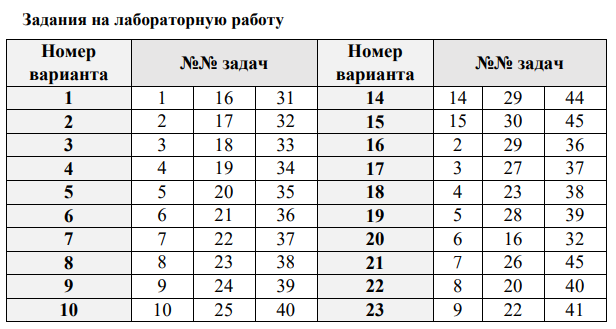 Задания на лабораторную работу
Номер варианта №№ задач Номер варианта №№ задач
1 1 16 31 14 14 29 44
2 2 17 32 15 15 30 45
3 3 18 33 16 2 29 36
4 4 19 34 17 3 27 37
5 5 20 35 18 4 23 38
6 6 21 36 19 5 28 39
7 7 22 37 20 6 16 32
8 8 23 38 21 7 26 45
9 9 24 39 22 8 20 40
10 10 25 40 23 9 22 41